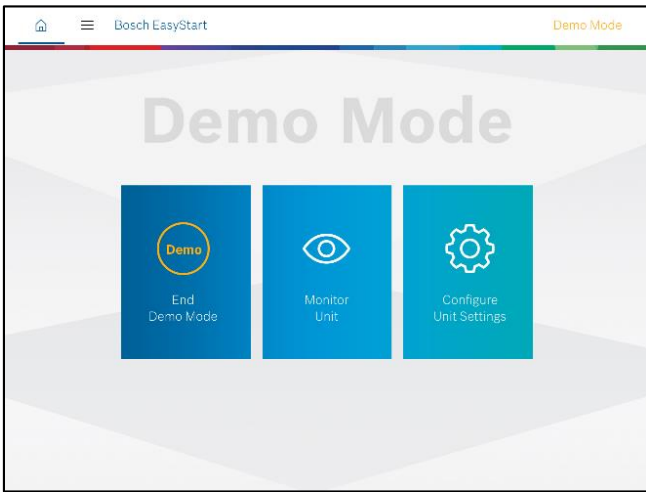 Bosch EasyStart
Demo Mode
Demo Mode
Demo
End
Demo Mode
Monitor
Unit
Configure
Unit Settings